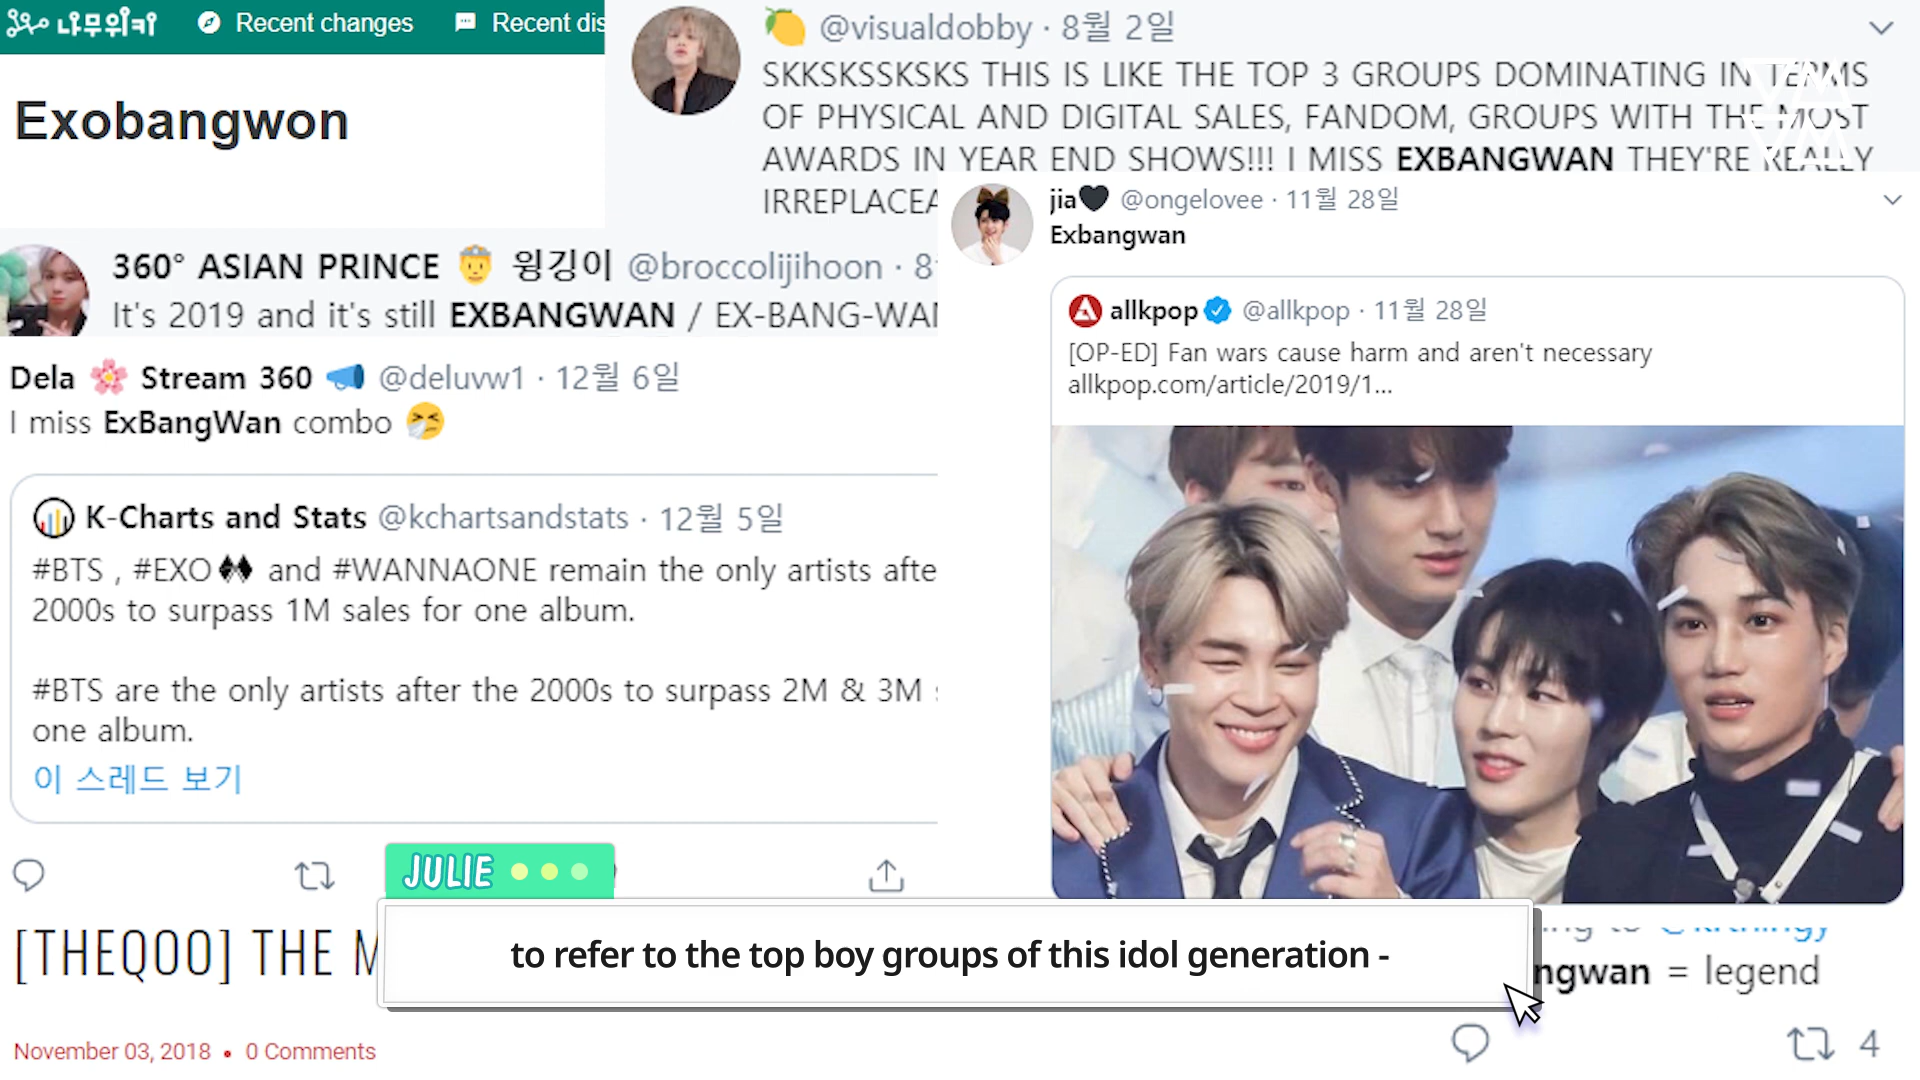 나무위키
Recent changes
Recent dis
Exobangwon
@visualdobby · 8월 2일
SKKSKSSKSKS THIS IS LIKE THE TOP 3 GROUPS DOMINATING IN TERMS
OF PHYSICAL AND DIGITAL SALES, FANDOM, GROUPS WITH THE MOST
AWARDS IN YEAR END SHOWS!!! I MISS EXBANGWAN THEY'RE REALLY
IRREPLACEA
jia🖤 @ongelovee · 11월 28일
Exbangwan
allkpop @allkpop · 11월 28일
[OP-ED] Fan wars cause harm and aren't necessary
allkpop.com/article/2019/1...
360° ASIAN PRINCE 윙깅이 @broccolijihoon · 8
It's 2019 and it's still EXBANGWAN / EX-BANG-WAN
Dela 🌸 Stream 360 📣 @deluvw1 · 12월 6일
I miss ExBangWan combo 🤧
K-Charts and Stats @kchartsandstats · 12월 5일
#BTS , #EXO and #WANNAONE remain the only artists afte
2000s to surpass 1M sales for one album.
#BTS are the only artists after the 2000s to surpass 2M & 3M
one album.
이 스레드 보기
JULIE
to refer to the top boy groups of this idol generation -
[THEQOO] THE M
November 03, 2018 • 0 Comments
ngwan = legend
4